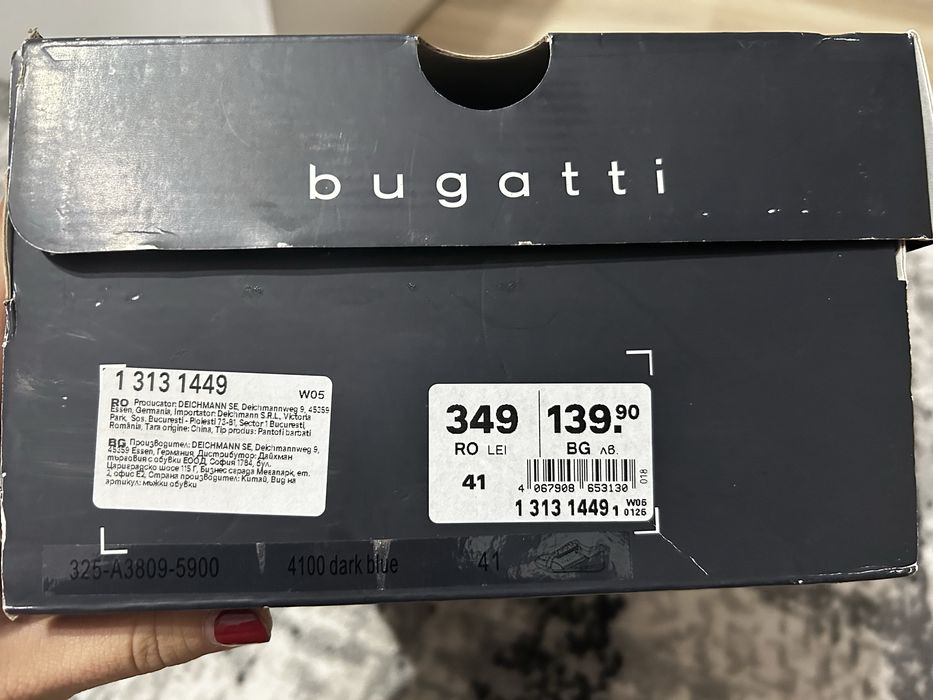 bugatti
1 313 1449
W05
RO Producator: DEICHMANN SE, Deichmannweg 9, 45359
Essen, Germania, Importator: Deichmann S.R.L., Victoria
Park, Sos. Bucuresti - Ploiesti 73-81, Sector 1 Bucuresti,
România, Tara origine: China, Tip produs: Pantofi barbati
BG Производител: DEICHMANN SE, Deichmannweg 9,
45359 Essen, Германия, Дистрибутор: Дайхман
търговия с обувки ЕООД, София 1784, бул.
Цариградско шосе 115 Г, Бизнес сграда Мегапарк, ет.
2, офис Е2, Страна производител: Китай, Вид на
артикул: мъжки обувки
349
RO LEI
139.90
BG лв.
41
4 067908 653130
018
1 313 1449 1
W06
0126
325-A3809-5900 4100 dark blue 41